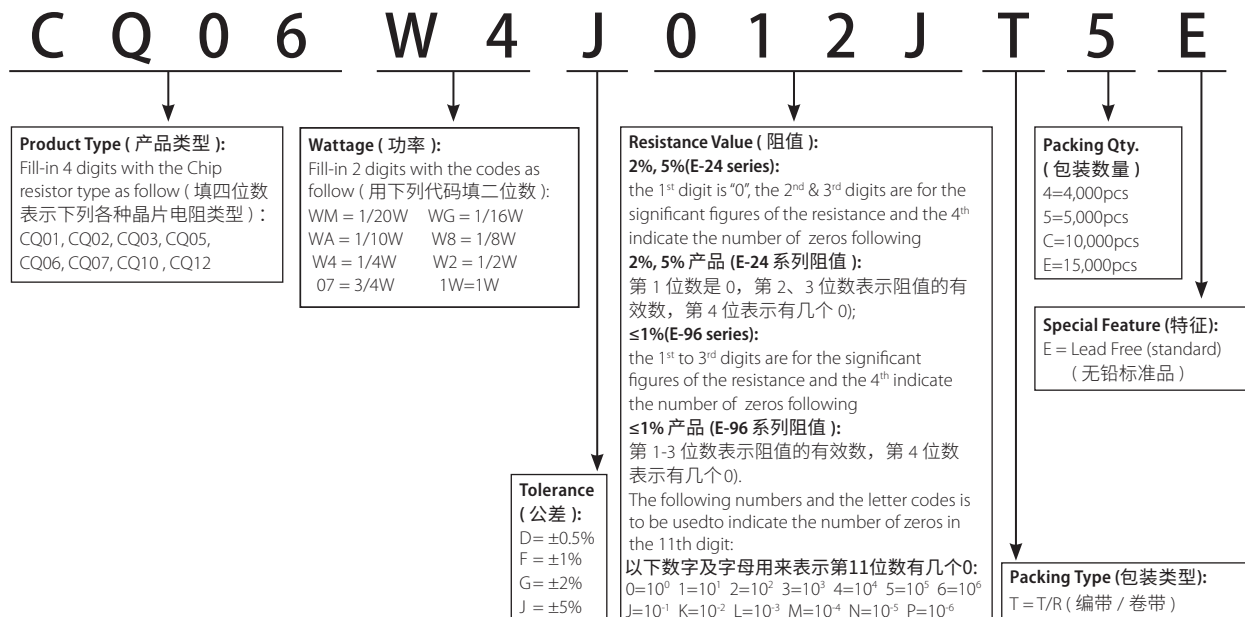 C Q 0 6 W 4 J 0 1 2 J T 5 E
Product Type ( 产品类型 ):
Fill-in 4 digits with the Chip
resistor type as follow ( 填四位数
表示下列各种晶片电阻类型 ) :
CQ01, CQ02, CQ03, CQ05,
CQ06, CQ07, CQ10 , CQ12
Wattage ( 功率 ):
Fill-in 2 digits with the codes as
follow ( 用下列代码填二位数 ):
WM = 1/20W WG = 1/16W
WA = 1/10W W8 = 1/8W
W4 = 1/4W W2 = 1/2W
07 = 3/4W 1W=1W
Tolerance
( 公差 ):
D= ±0.5%
F = ±1%
G= ±2%
J = ±5%
Resistance Value ( 阻值 ):
2%, 5%(E-24 series):
the 1st digit is “0”, the 2nd & 3rd digits are for the
significant figures of the resistance and the 4th
indicate the number of zeros following
2%, 5% 产品 (E-24 系列阻值 ):
第 1 位数是 0，第 2、3 位数表示阻值的有
效数，第 4 位表示有几个 0);
≤1%(E-96 series):
the 1st to 3rd digits are for the significant
figures of the resistance and the 4th indicate
the number of zeros following
≤1% 产品 (E-96 系列阻值 ):
第 1-3 位数表示阻值的有效数，第 4 位数
表示有几个0).
The following numbers and the letter codes is
to be usedto indicate the number of zeros in
the 11th digit:
以下数字及字母用来表示第11位数有几个0:
0=10⁰ 1=10¹ 2=10² 3=10³ 4=10⁴ 5=10⁵ 6=10⁶
J=10⁻¹ K=10⁻² L=10⁻³ M=10⁻⁴ N=10⁻⁵ P=10⁻⁶
Packing Type (包装类型):
T = T/R ( 编带 / 卷带 )
Packing Qty.
( 包装数量 )
4=4,000pcs
5=5,000pcs
C=10,000pcs
E=15,000pcs
Special Feature (特征):
E = Lead Free (standard)
( 无铅标准品 )